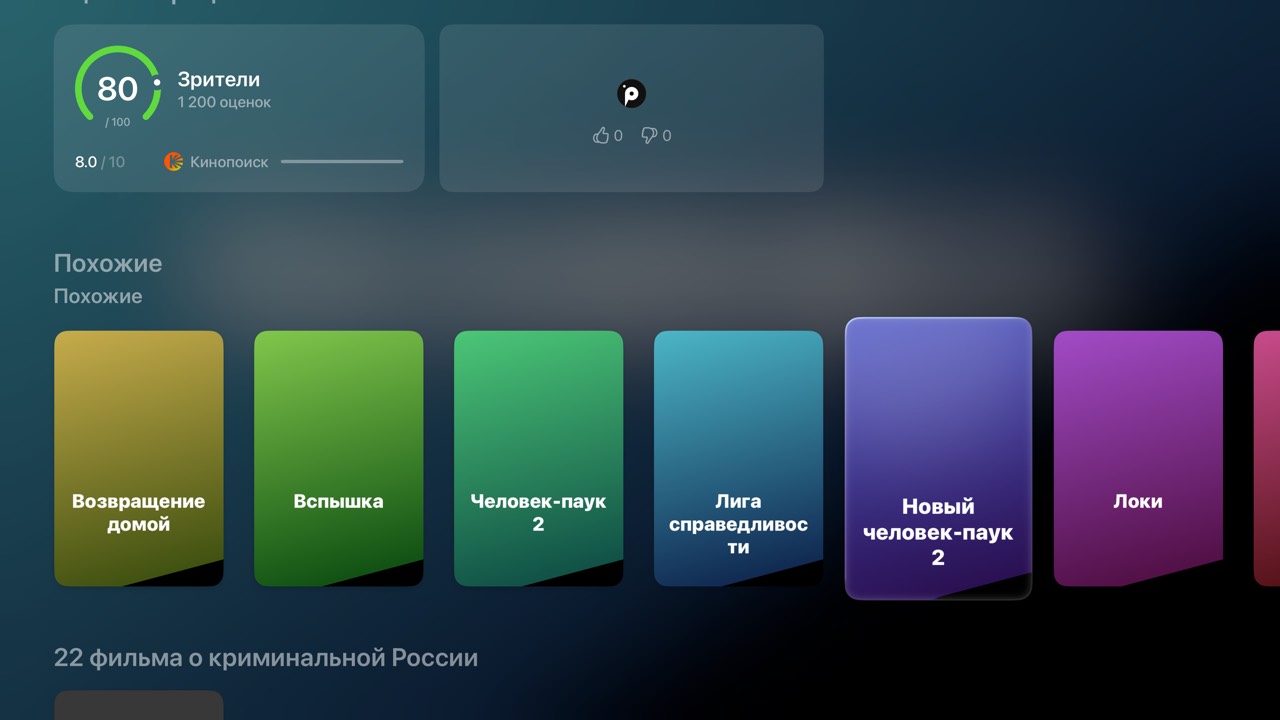 80
/ 100
Зрители
1 200 оценок
8.0 / 10
Кинопоиск
0
0
Похожие
Похожие
Возвращение
домой
Вспышка
Человек-паук
2
Лига
справедливос
ти
Новый
человек-паук
2
Локи
22 фильма о криминальной России